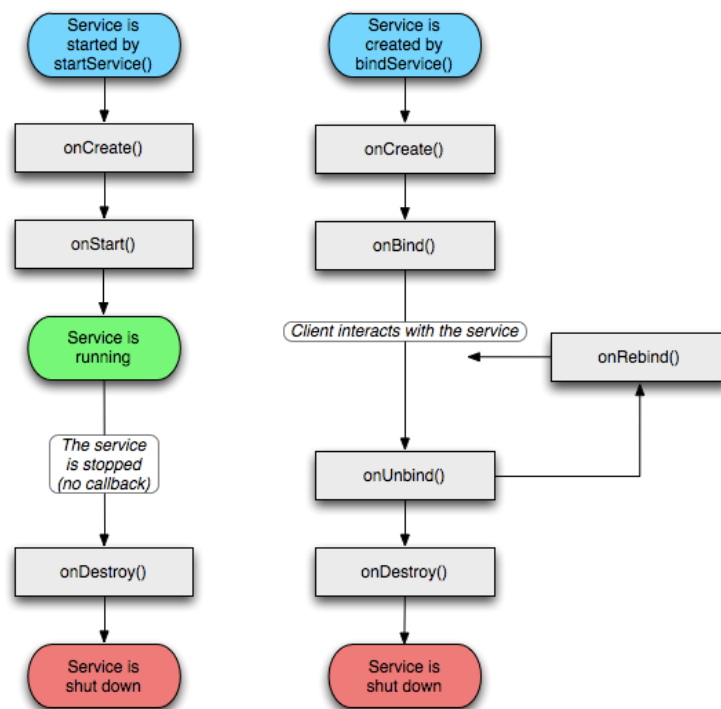 Service is
started by
startService()
onCreate()
onStart()
Service is
running
The service
is stopped
(no callback)
onDestroy()
Service is
shut down
Service is
created by
bindService()
onCreate()
onBind()
Client interacts with the service
onRebind()
onUnbind()
onDestroy()
Service is
shut down